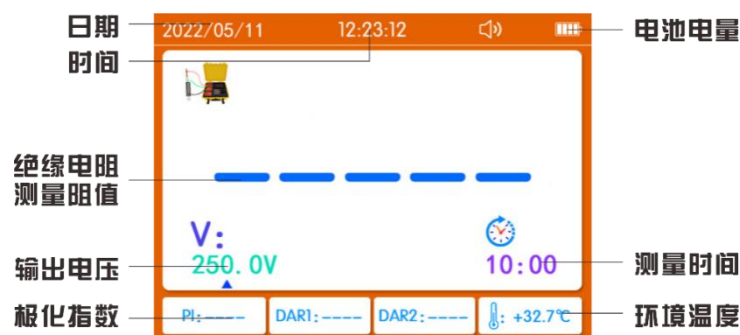 日期
2022/05/11
12:23:12
电池电量
时间
绝缘电阻
测量阻值
-----
V:
输出电压
250.0V
10:00
测量时间
极化指数
PI:----
DAR1:----
DAR2:----
: +32.7℃
环境温度